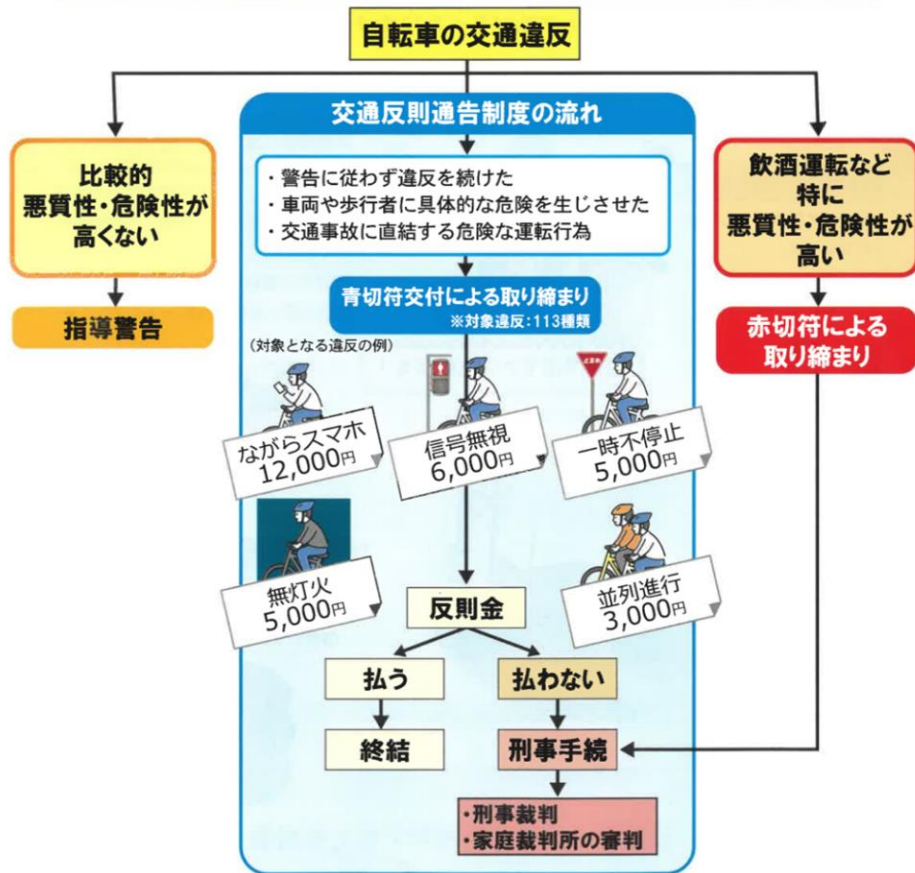 自転車の交通違反
交通反則通告制度の流れ
比較的
悪質性・危険性が
高くない
指導警告
・警告に従わず違反を続けた
・車両や歩行者に具体的な危険を生じさせた
・交通事故に直結する危険な運転行為
飲酒運転など
特に
悪質性・危険性が
高い
赤切符による
取り締まり
青切符交付による取り締まり
※対象違反：113種類
（対象となる違反の例）
ながらスマホ
12,000円
信号無視
6,000円
止まれ
一時不停止
5,000円
無灯火
5,000円
並列進行
3,000円
反則金
払う
払わない
終結
刑事手続
・刑事裁判
・家庭裁判所の審判